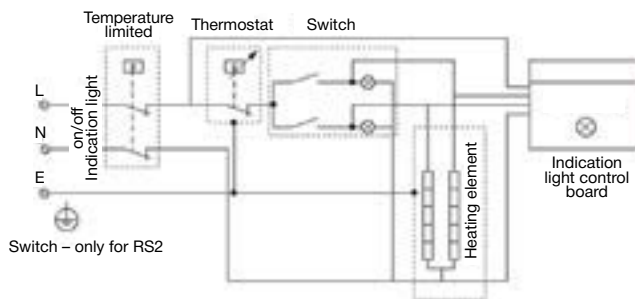 Temperature
limited
Thermostat
Switch
L
N
E
on/off
Indication light
Heating element
Indication
light control
board
Switch – only for RS2